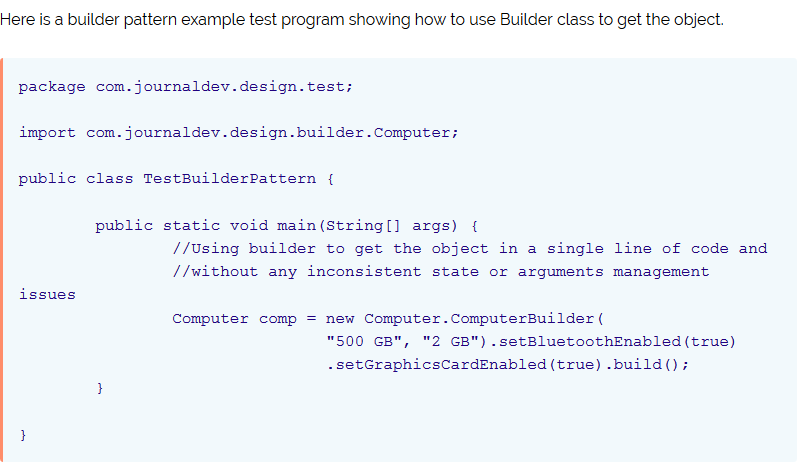 Here is a builder pattern example test program showing how to use Builder class to get the object.
package com.journaldev.design.test;
import com.journaldev.design.builder.Computer;
public class TestBuilderPattern {
public static void main(String[] args) {
//Using builder to get the object in a single line of code and
//without any inconsistent state or arguments management
issues
Computer comp = new Computer.ComputerBuilder(
"500 GB", "2 GB").setBluetoothEnabled(true)
.setGraphicsCardEnabled(true).build();
}
}